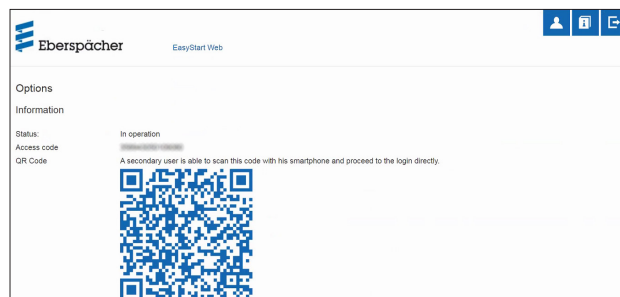 Eberspächer
EasyStart Web
Options
Information
Status: In operation
Access code
QR Code A secondary user is able to scan this code with his smartphone and proceed to the login directly.